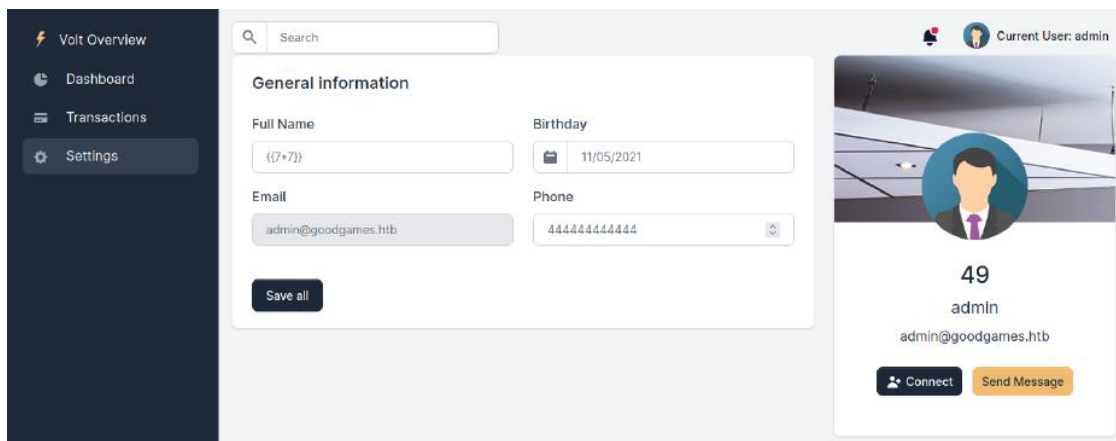 Volt Overview
Dashboard
Transactions
Settings
Search
Current User: admin
General information
Full Name
Birthday
{{7*7}}
11/05/2021
Email
Phone
admin@goodgames.htb
444444444444
Save all
49
admin
admin@goodgames.htb
Connect
Send Message